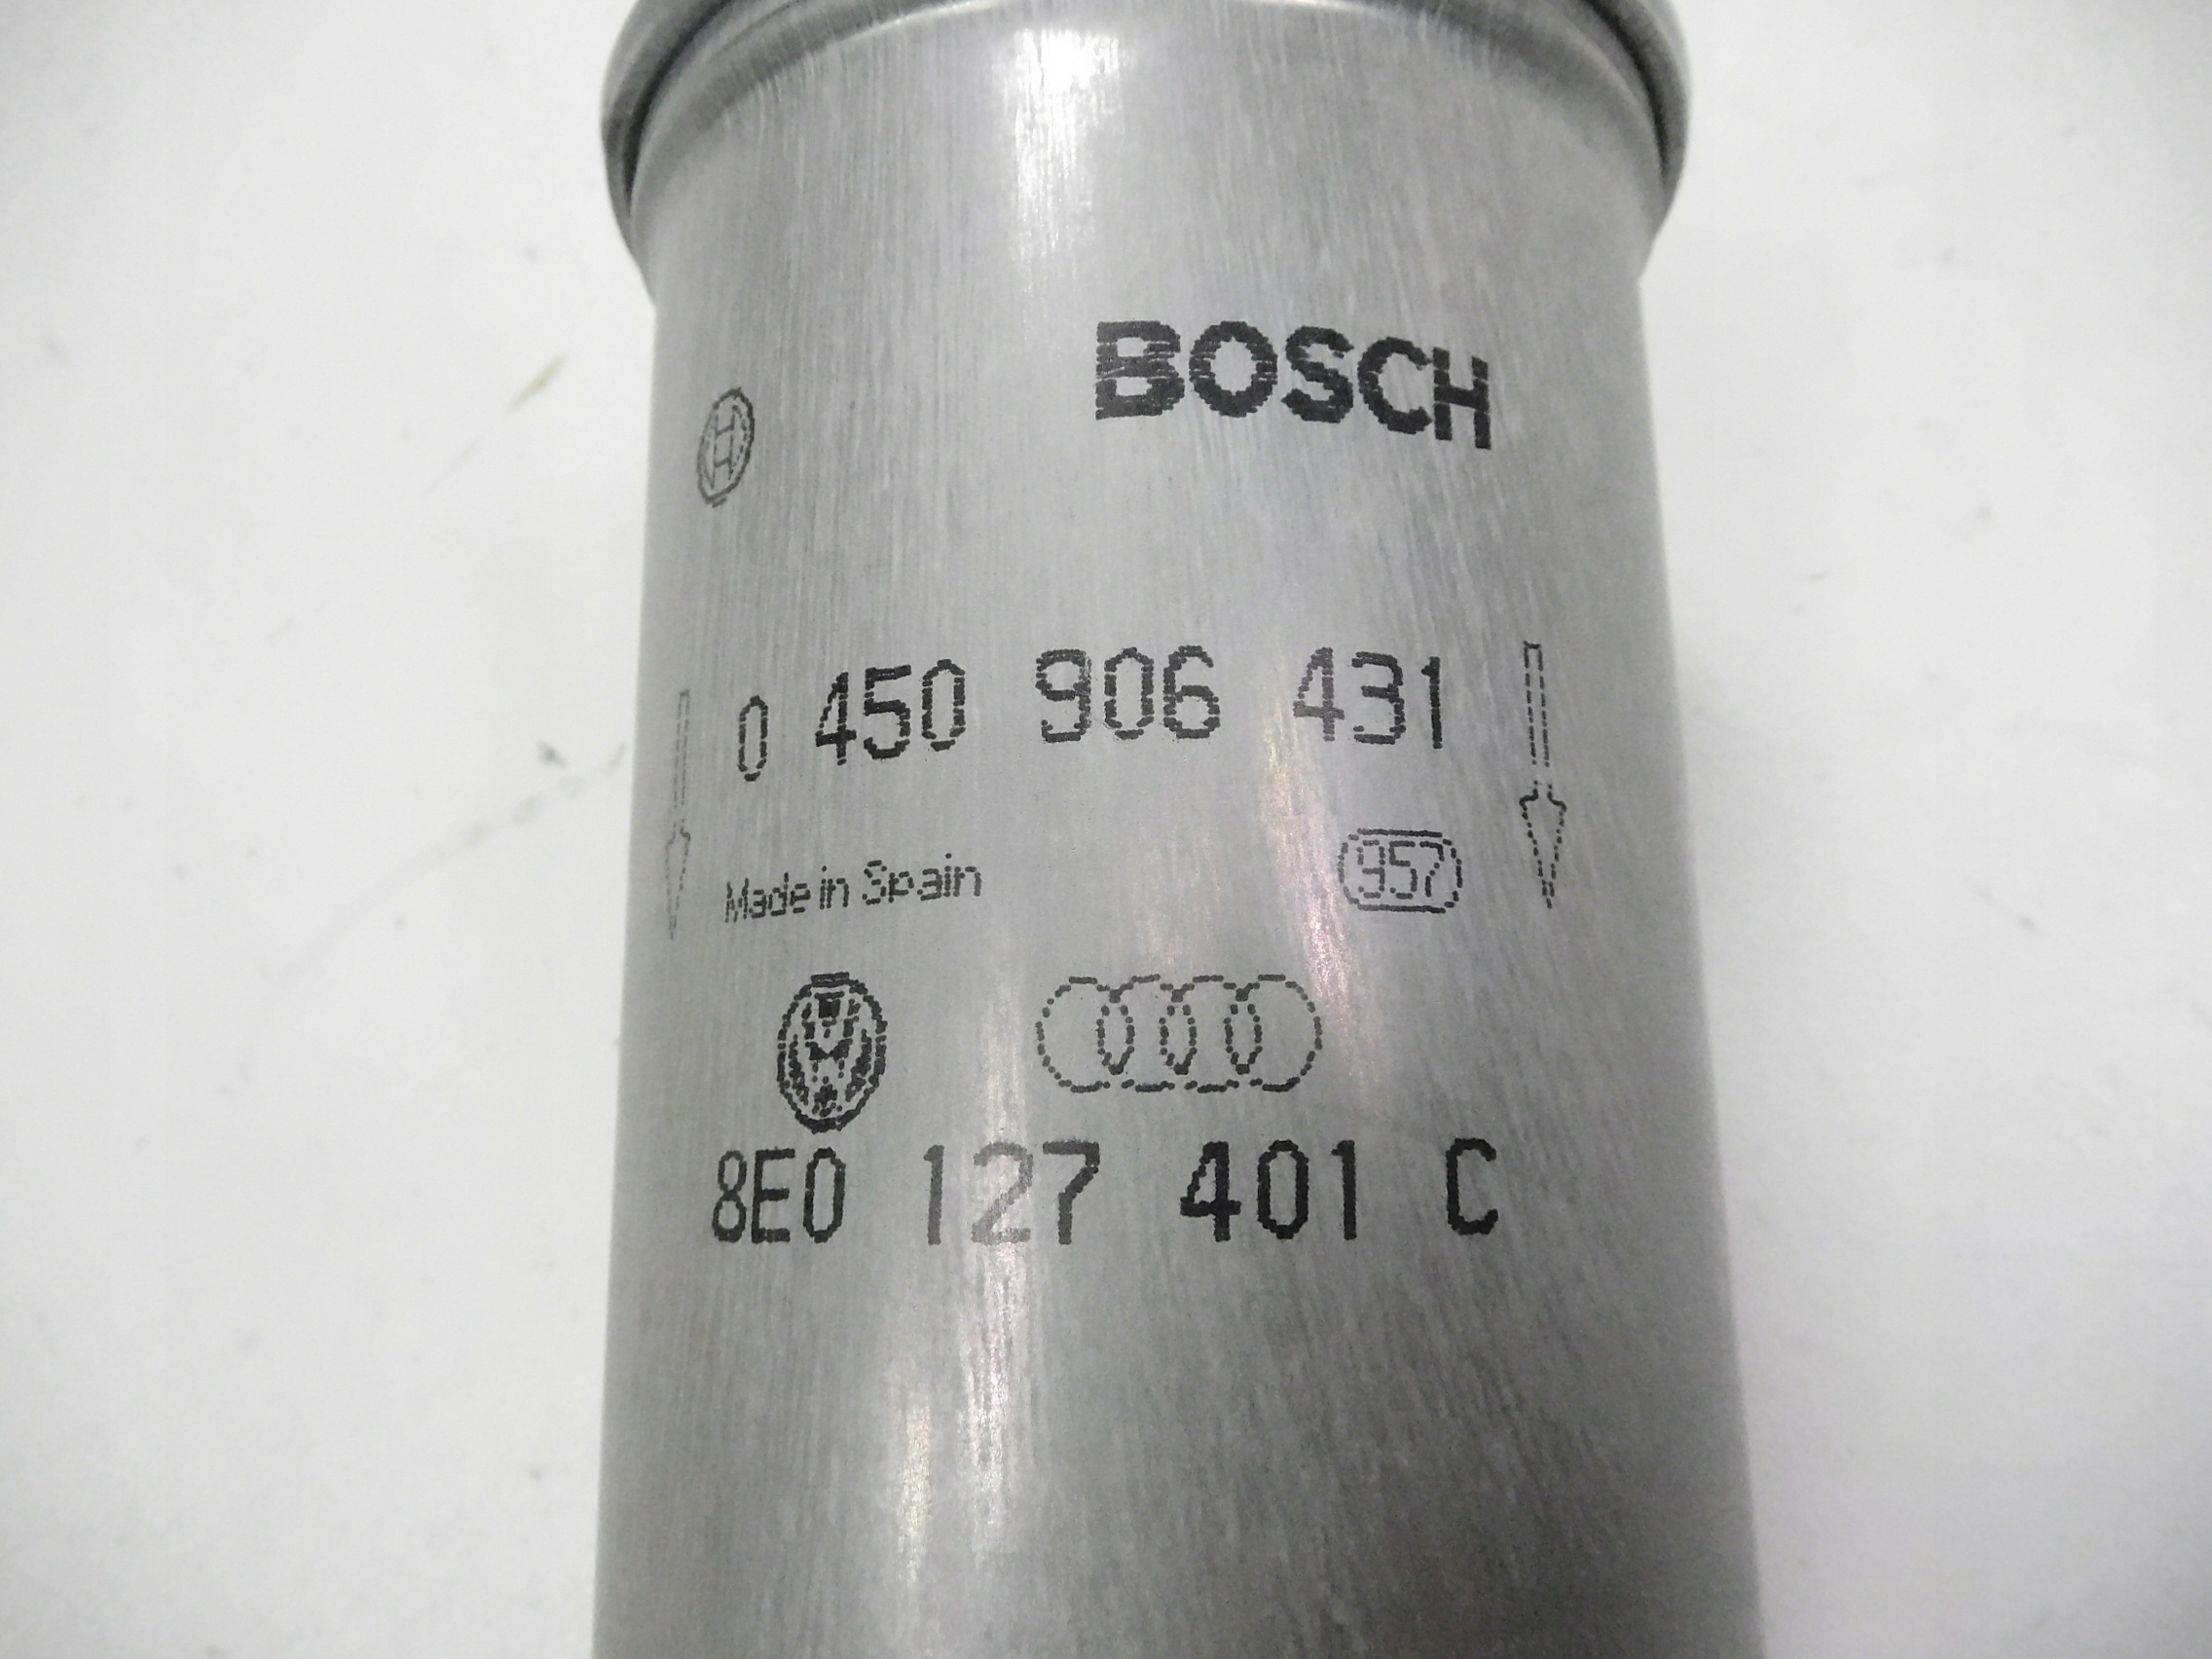 BOSCH
0 450 906 431
Made in Spain
957
8E0 127 401 C